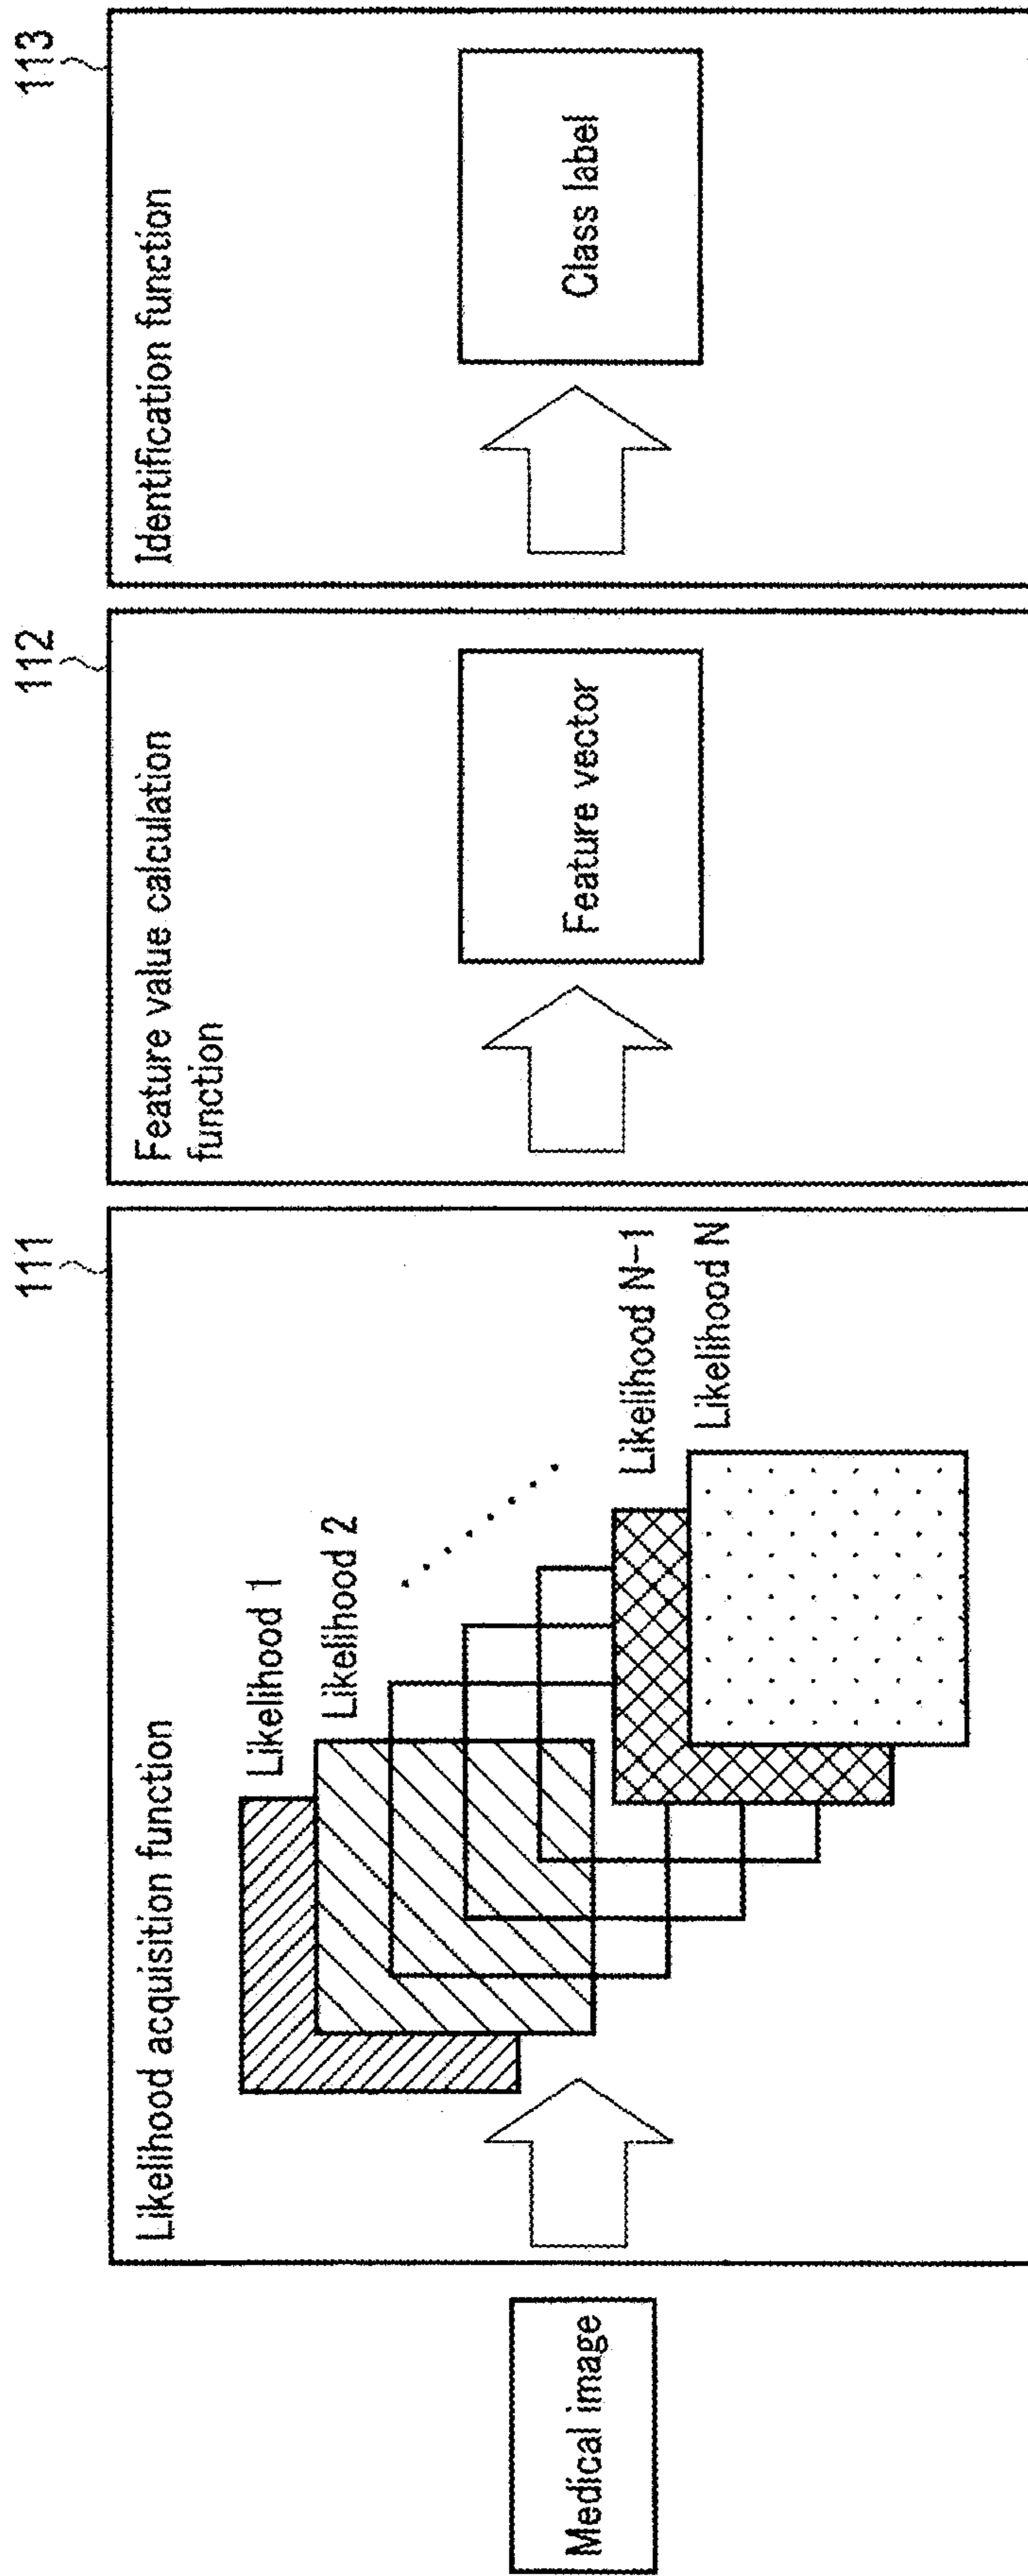 Medical image
111
Likelihood acquisition function
Likelihood 1
Likelihood 2
Likelihood N-1
Likelihood N
112
Feature value calculation
function
Feature vector
113
Identification function
Class label